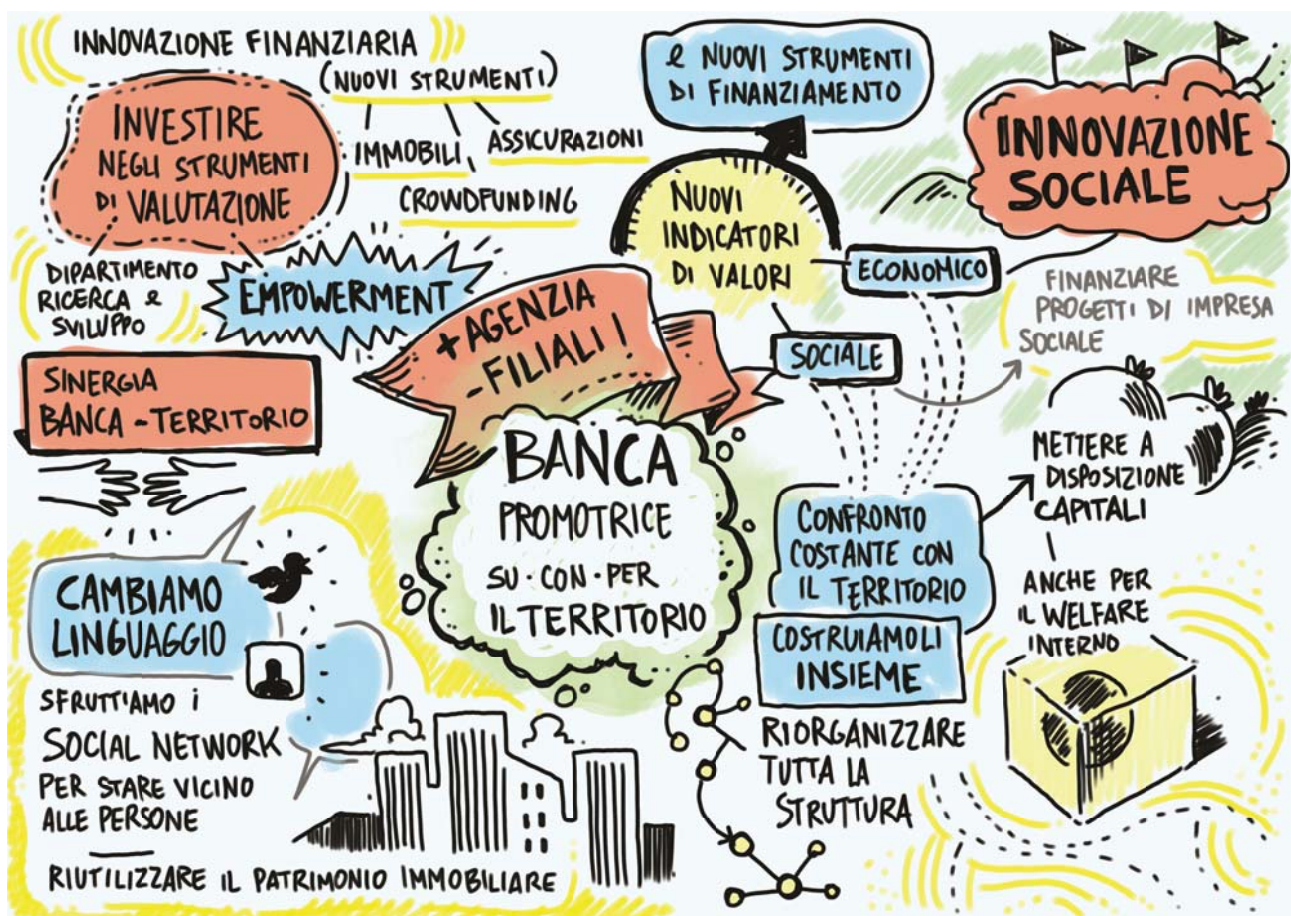 INNOVAZIONE FINANZIARIA
(NUOVI STRUMENTI)
IMMOBILI
ASSICURAZIONI
CROWDFUNDING
INVESTIRE
NEGLI STRUMENTI
DI VALUTAZIONE
DIPARTIMENTO
RICERCA e
SVILUPPO
EMPOWERMENT
e NUOVI STRUMENTI
DI FINANZIAMENTO
NUOVI
INDICATORI
DI VALORI
ECONOMICO
SOCIALE
INNOVAZIONE
SOCIALE
FINANZIARE
PROGETTI DI IMPRESA
SOCIALE
+ AGENZIA
- FILIALI!
SINERGIA
BANCA - TERRITORIO
BANCA
PROMOTRICE
SU · CON · PER
IL TERRITORIO
METTERE A
DISPOSIZIONE
CAPITALI
ANCHE PER
IL WELFARE
INTERNO
CONFRONTO
COSTANTE CON
IL TERRITORIO
COSTRUIAMOLI
INSIEME
RIORGANIZZARE
TUTTA LA
STRUTTURA
CAMBIAMO
LINGUAGGIO
SFRUTTIAMO i
SOCIAL NETWORK
PER STARE VICINO
ALLE PERSONE
RIUTILIZZARE IL PATRIMONIO IMMOBILIARE